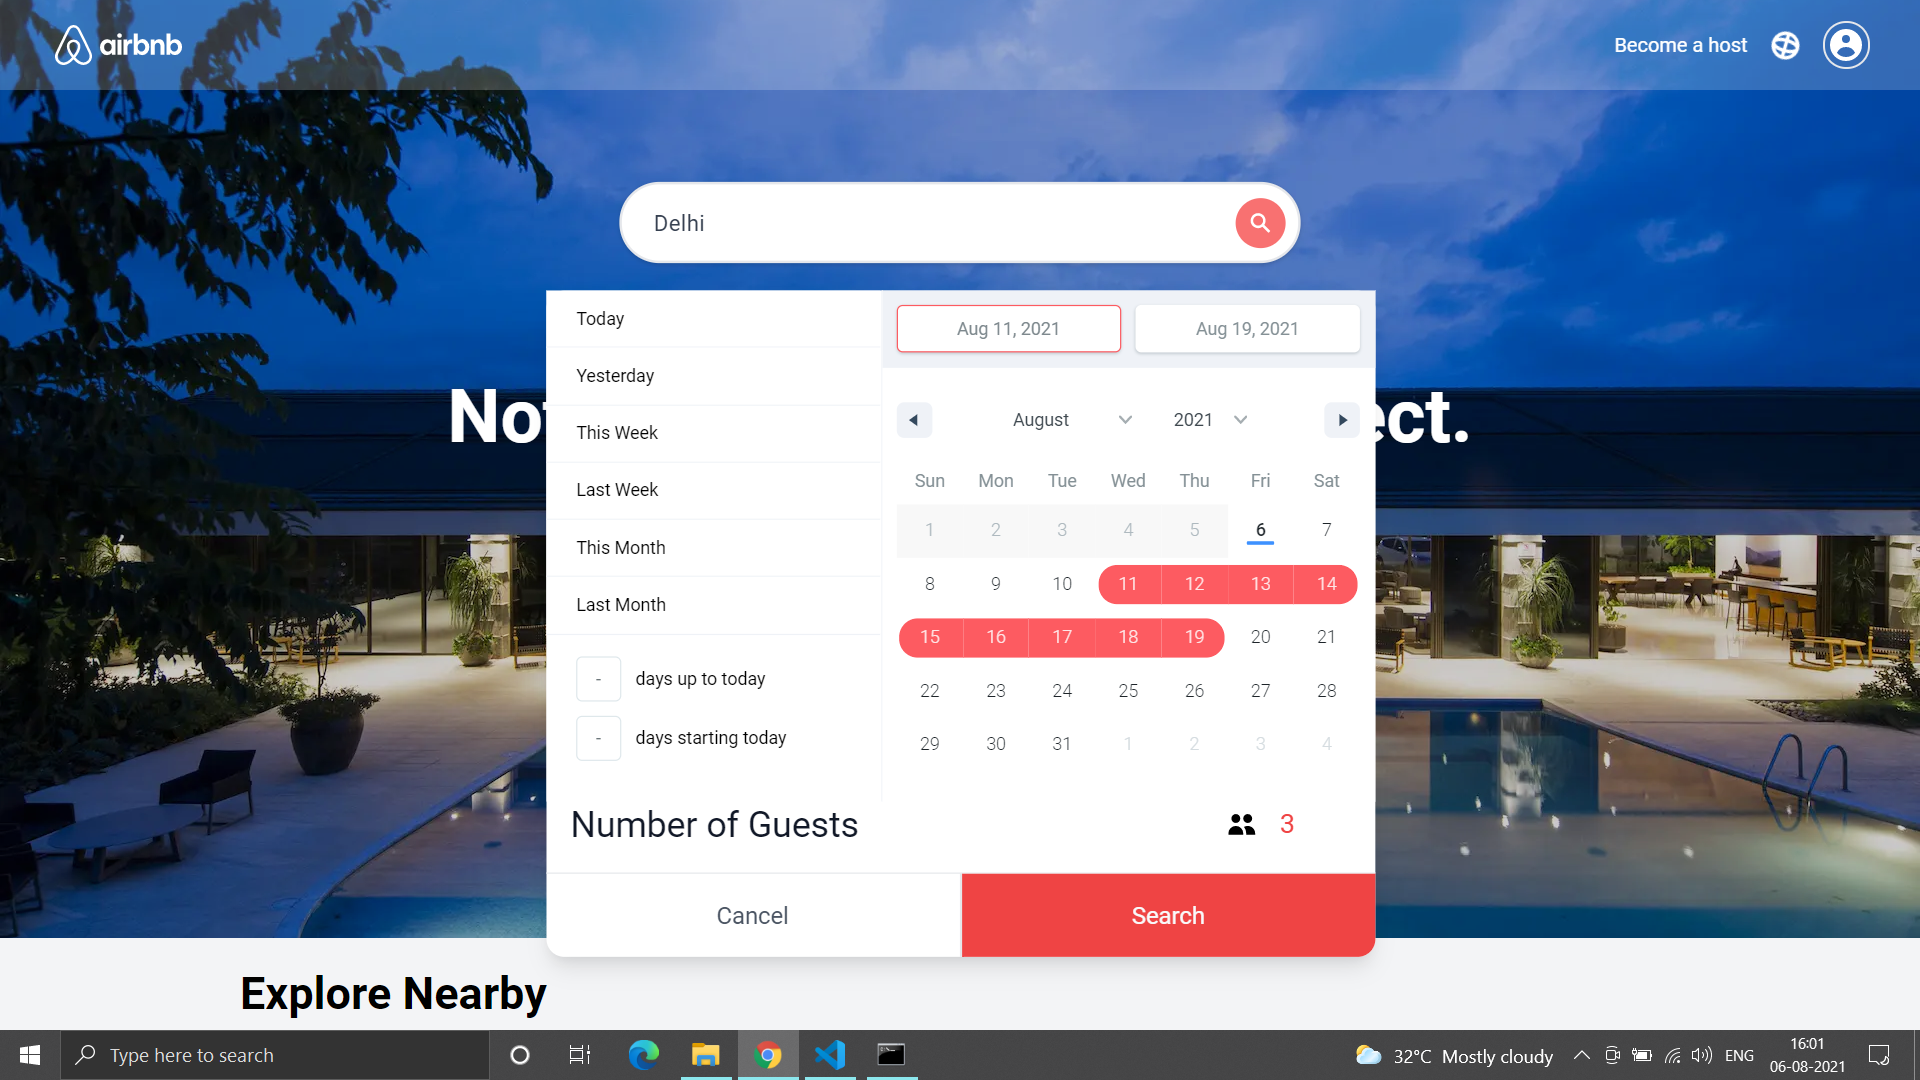 airbnb
Become a host
Delhi
Today
Yesterday
This Week
Last Week
This Month
Last Month
- days up to today
- days starting today
Aug 11, 2021 Aug 19, 2021
August 2021
Sun Mon Tue Wed Thu Fri Sat
1 2 3 4 5 6 7
8 9 10 11 12 13 14
15 16 17 18 19 20 21
22 23 24 25 26 27 28
29 30 31 1 2 3 4
Number of Guests 3
Cancel Search
ect.
Explore Nearby
Type here to search
32°C Mostly cloudy
ENG
16:01
06-08-2021